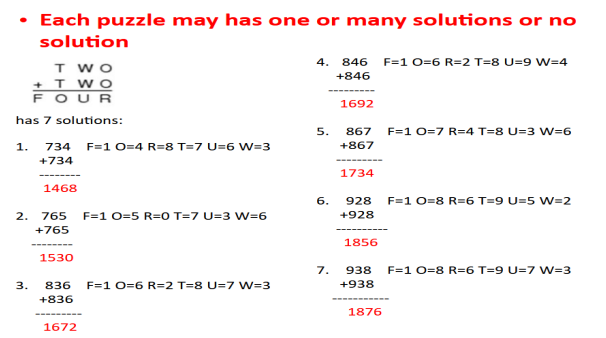 • Each puzzle may has one or many solutions or no
solution
T W O
+ T W O
F O U R
has 7 solutions:
1. 734 F=1 O=4 R=8 T=7 U=6 W=3
+734
--------
1468
2. 765 F=1 O=5 R=0 T=7 U=3 W=6
+765
--------
1530
3. 836 F=1 O=6 R=2 T=8 U=7 W=3
+836
---------
1672
4. 846 F=1 O=6 R=2 T=8 U=9 W=4
+846
---------
1692
5. 867 F=1 O=7 R=4 T=8 U=3 W=6
+867
---------
1734
6. 928 F=1 O=8 R=6 T=9 U=5 W=2
+928
----------
1856
7. 938 F=1 O=8 R=6 T=9 U=7 W=3
+938
-----------
1876